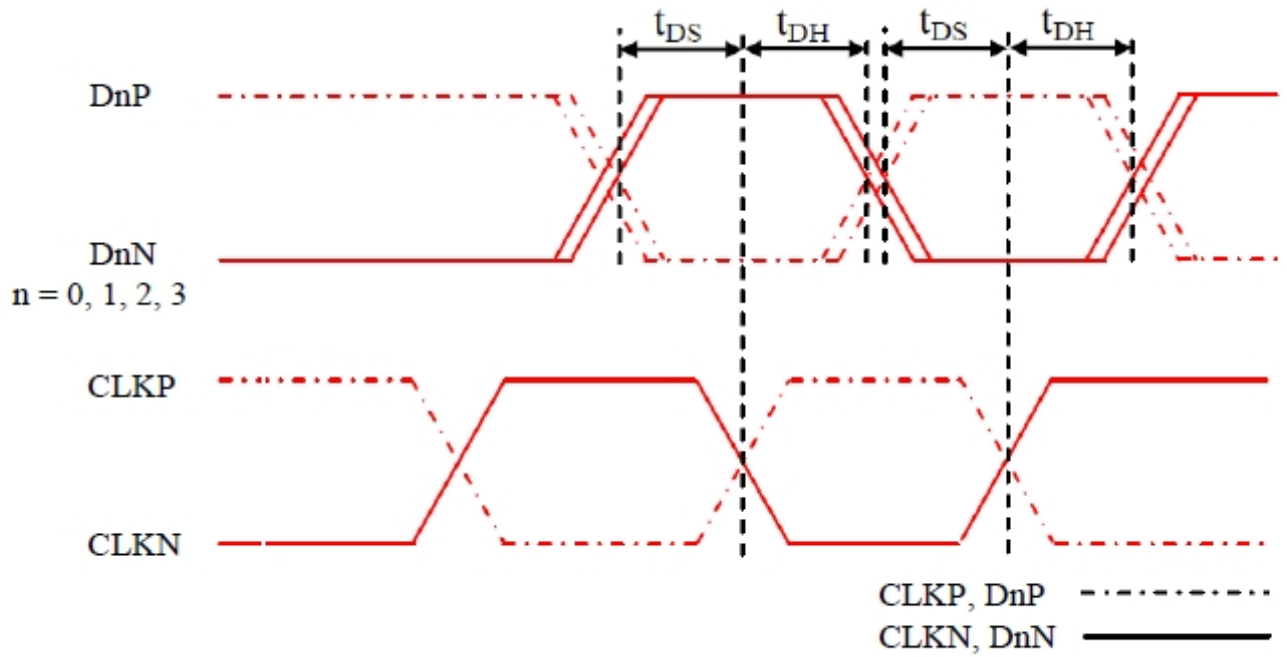 tDS tDH tDS tDH
DnP
DnN
n = 0, 1, 2, 3
CLKP
CLKN
CLKP, DnP
CLKN, DnN